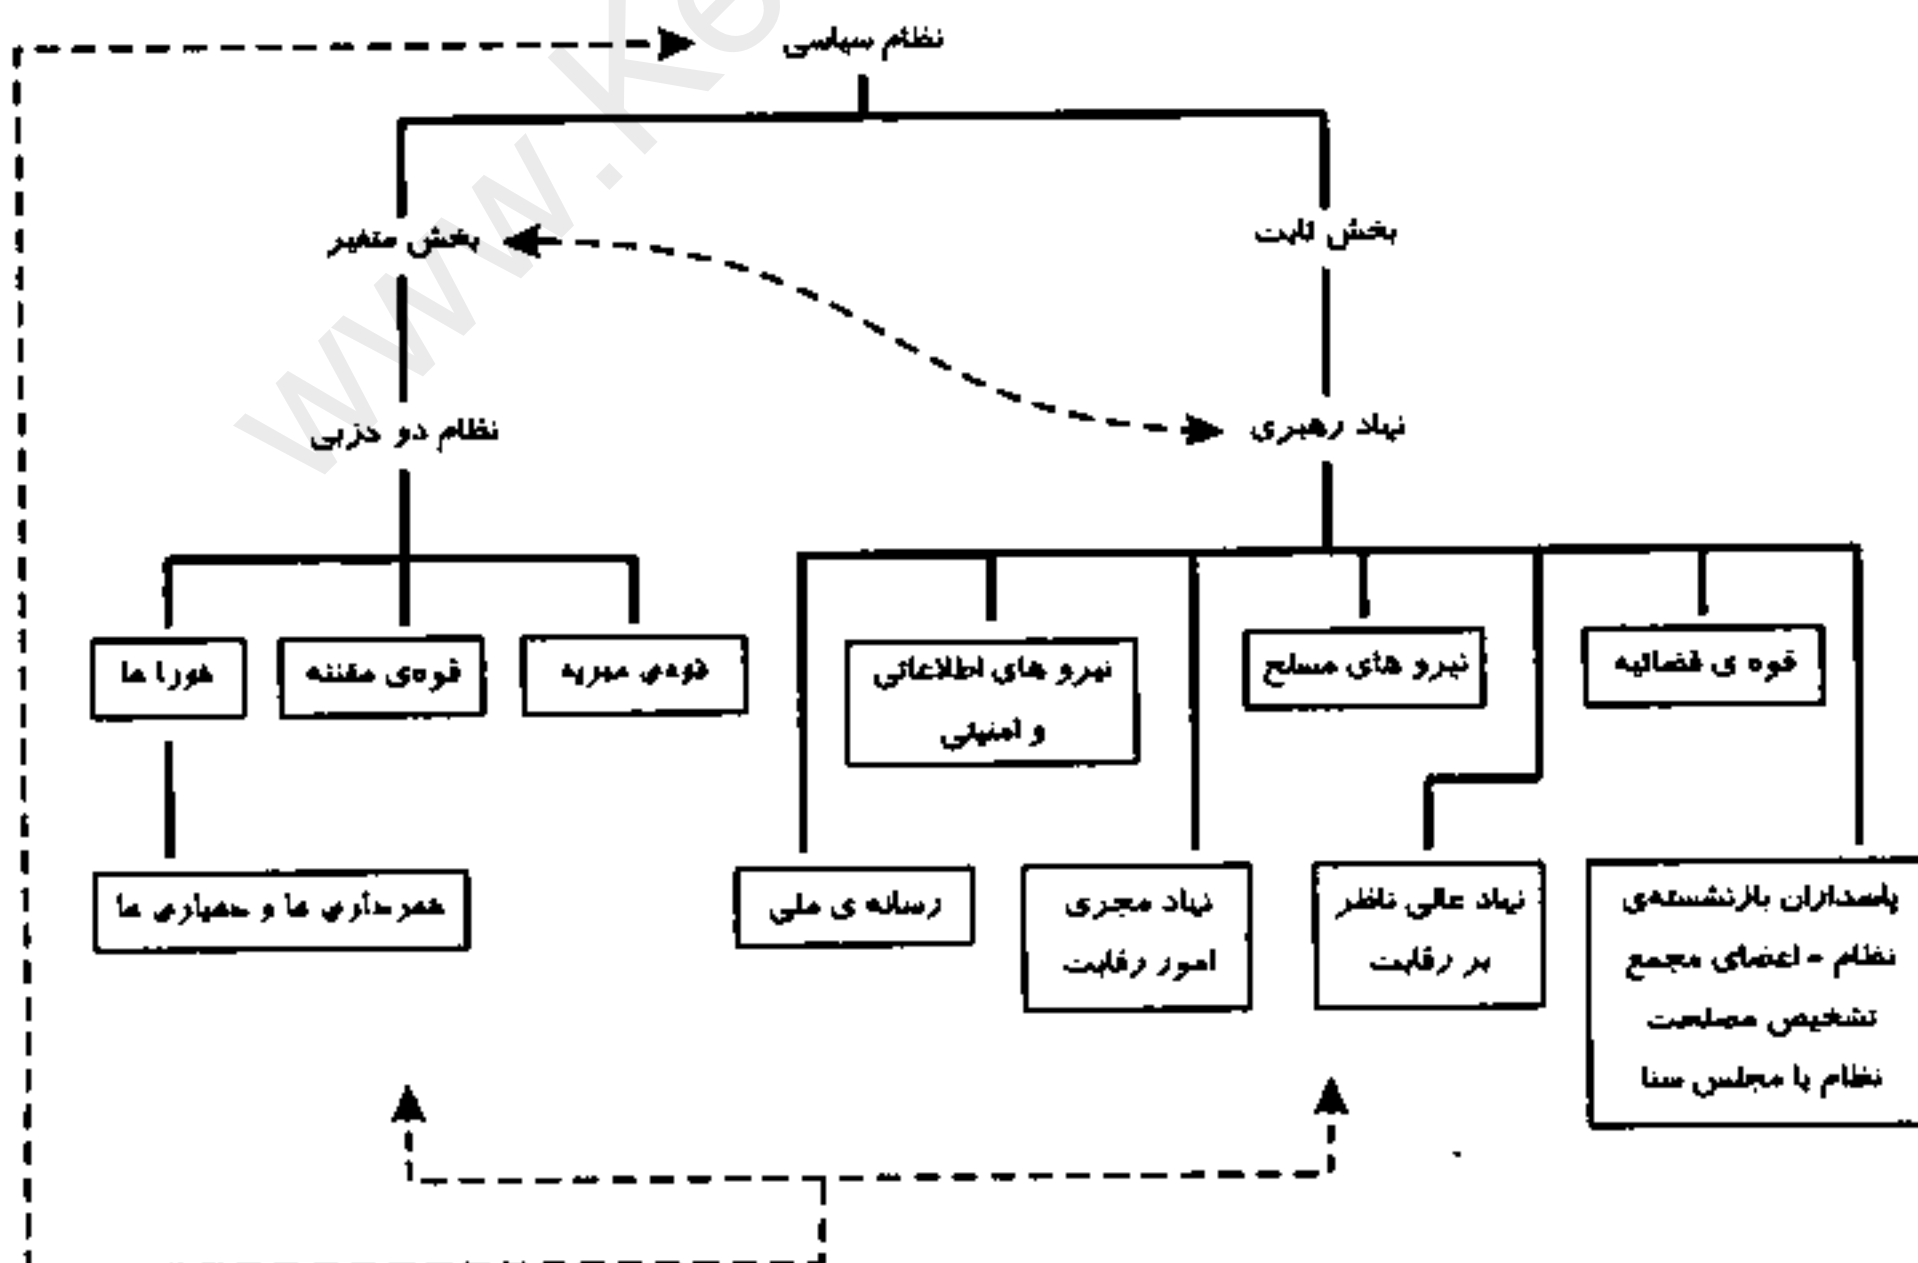 نظام سیاسی
بخش ثابت
بخش متغیر
نهاد رهبری
نظام دو حزبی
قوه ی قضائیه
نیرو های مسلح
نیرو های اطلاعاتی
و امنیتی
قوه‌ی مجریه
قوه‌ی مقننه
شورا ها
پاسداران بازنشسته‌ی
نظام - اعضای مجمع
تشخیص مصلحت
نظام یا مجلس سنا
نهاد عالی ناظر
بر رقابت
نهاد مجری
امور رقابت
رسانه ی ملی
شهرداری ها و دهیاری ها
www.ke